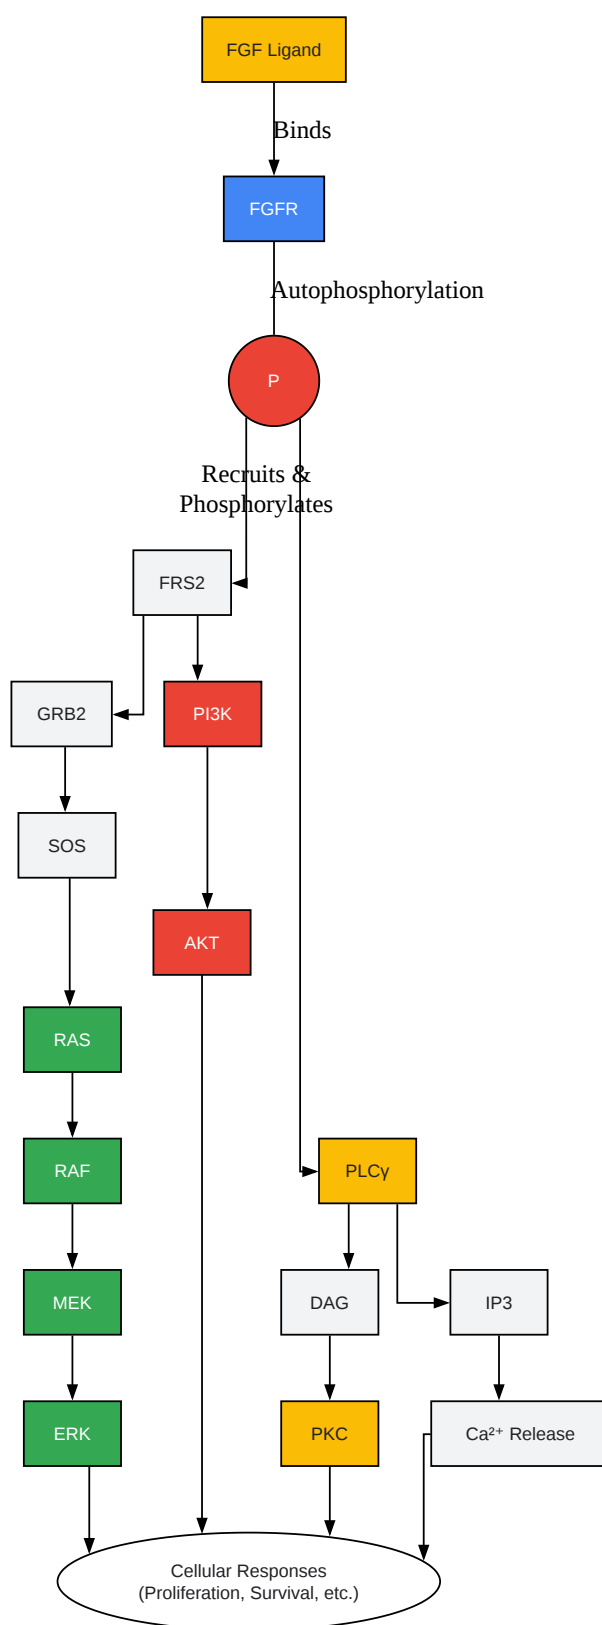 FGF Ligand
Binds
FGFR
Autophosphorylation
P
Recruits &
Phosphorylates
FRS2
GRB2
PI3K
SOS
AKT
RAS
RAF
PLCγ
MEK
DAG
IP3
ERK
PKC
Ca²⁺ Release
Cellular Responses
(Proliferation, Survival, etc.)